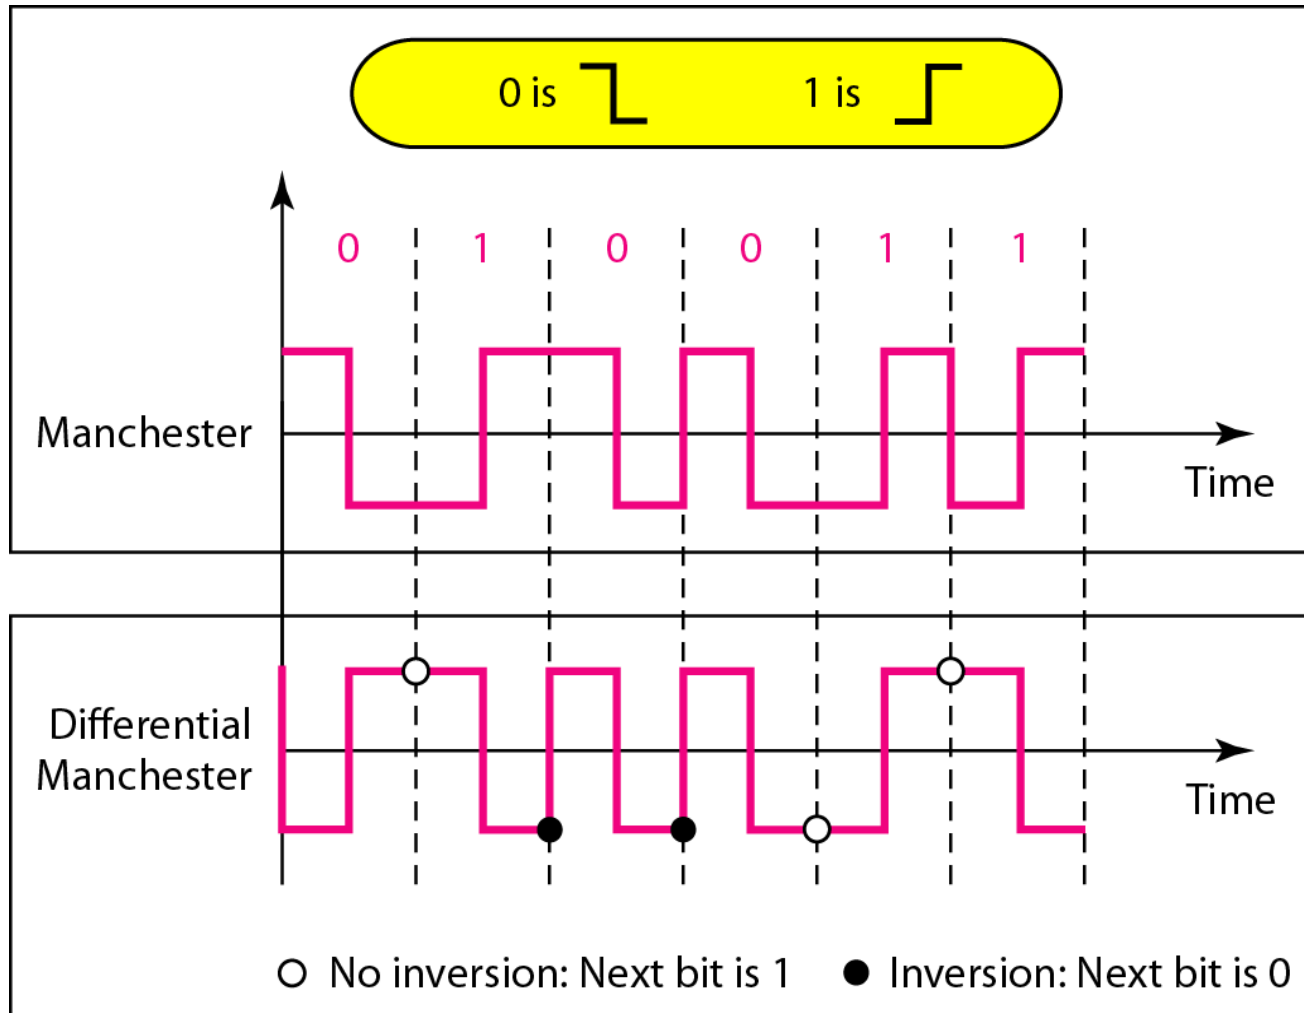 0 is 1 is
0 1 0 0 1 1
Manchester
Time
Differential
Manchester
Time
No inversion: Next bit is 1 Inversion: Next bit is 0